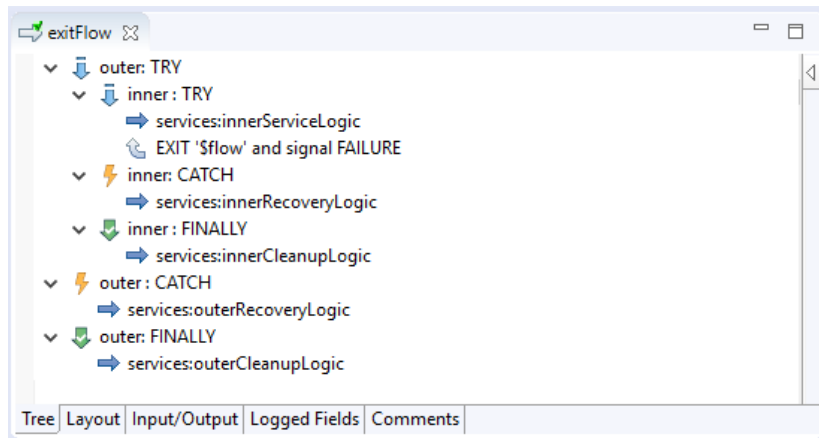 exitFlow
outer: TRY
inner : TRY
services:innerServiceLogic
EXIT '$flow' and signal FAILURE
inner: CATCH
services:innerRecoveryLogic
inner : FINALLY
services:innerCleanupLogic
outer : CATCH
services:outerRecoveryLogic
outer: FINALLY
services:outerCleanupLogic
Tree Layout Input/Output Logged Fields Comments